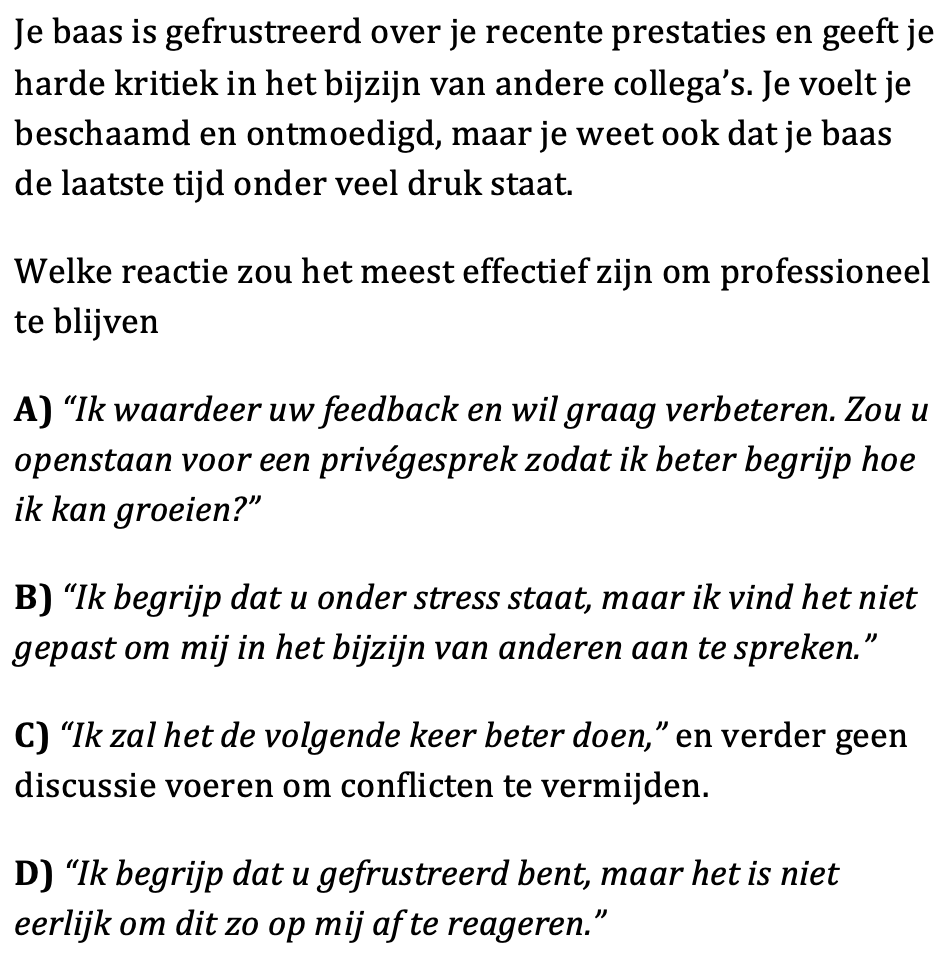 Je baas is gefrustreerd over je recente prestaties en geeft je
harde kritiek in het bijzijn van andere collega’s. Je voelt je
beschaamd en ontmoedigd, maar je weet ook dat je baas
de laatste tijd onder veel druk staat.
Welke reactie zou het meest effectief zijn om professioneel
te blijven
A) “Ik waardeer uw feedback en wil graag verbeteren. Zou u
openstaan voor een privégesprek zodat ik beter begrijp hoe
ik kan groeien?”
B) “Ik begrijp dat u onder stress staat, maar ik vind het niet
gepast om mij in het bijzijn van anderen aan te spreken.”
C) “Ik zal het de volgende keer beter doen,” en verder geen
discussie voeren om conflicten te vermijden.
D) “Ik begrijp dat u gefrustreerd bent, maar het is niet
eerlijk om dit zo op mij af te reageren.”